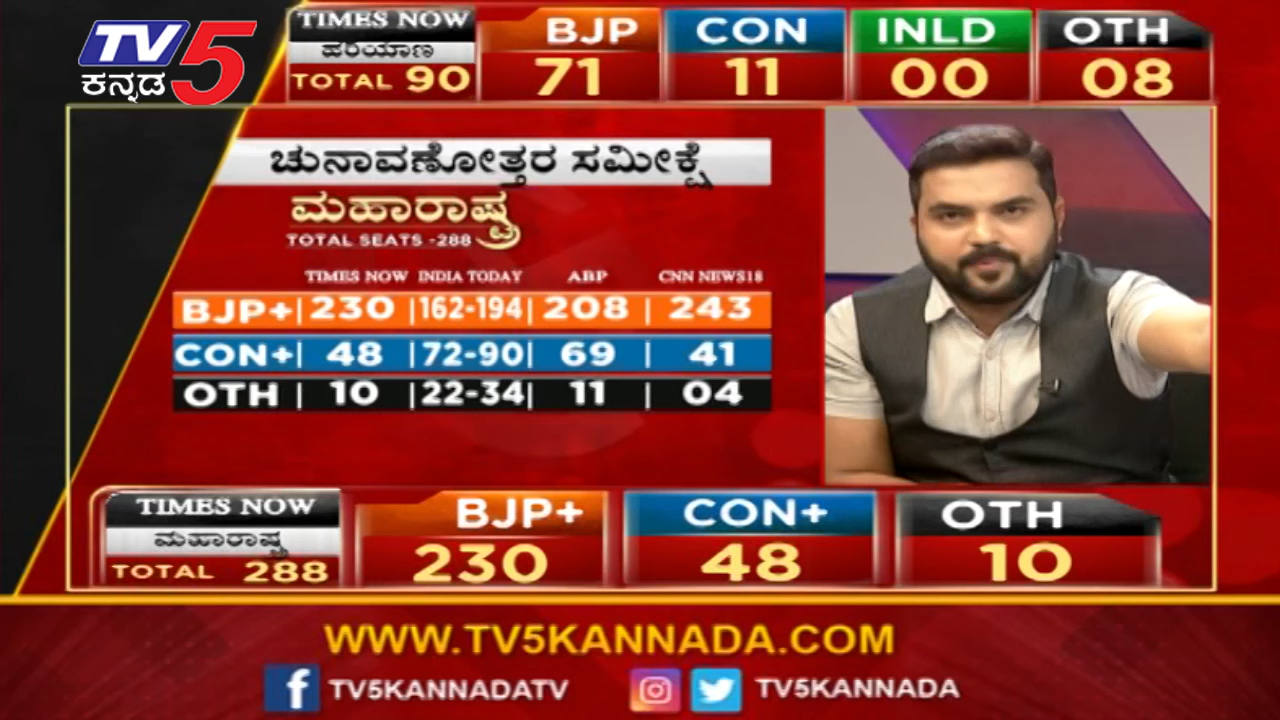 TV5
ಕನ್ನಡ
TIMES NOW
ಹರಿಯಾಣ
TOTAL 90
BJP CON INLD OTH
71 11 00 08
ಚುನಾವಣೋತ್ತರ ಸಮೀಕ್ಷೆ
ಮಹಾರಾಷ್ಟ್ರ
TOTAL SEATS -288
TIMES NOW INDIA TODAY ABP CNN NEWS18
BJP+| 230 |162-194| 208 | 243
CON+| 48 |72-90| 69 | 41
OTH | 10 |22-34| 11 | 04
TIMES NOW
ಮಹಾರಾಷ್ಟ್ರ
TOTAL 288
BJP+ CON+ OTH
230 48 10
WWW.TV5KANNADA.COM
f TV5KANNADATV TV5KANNADA